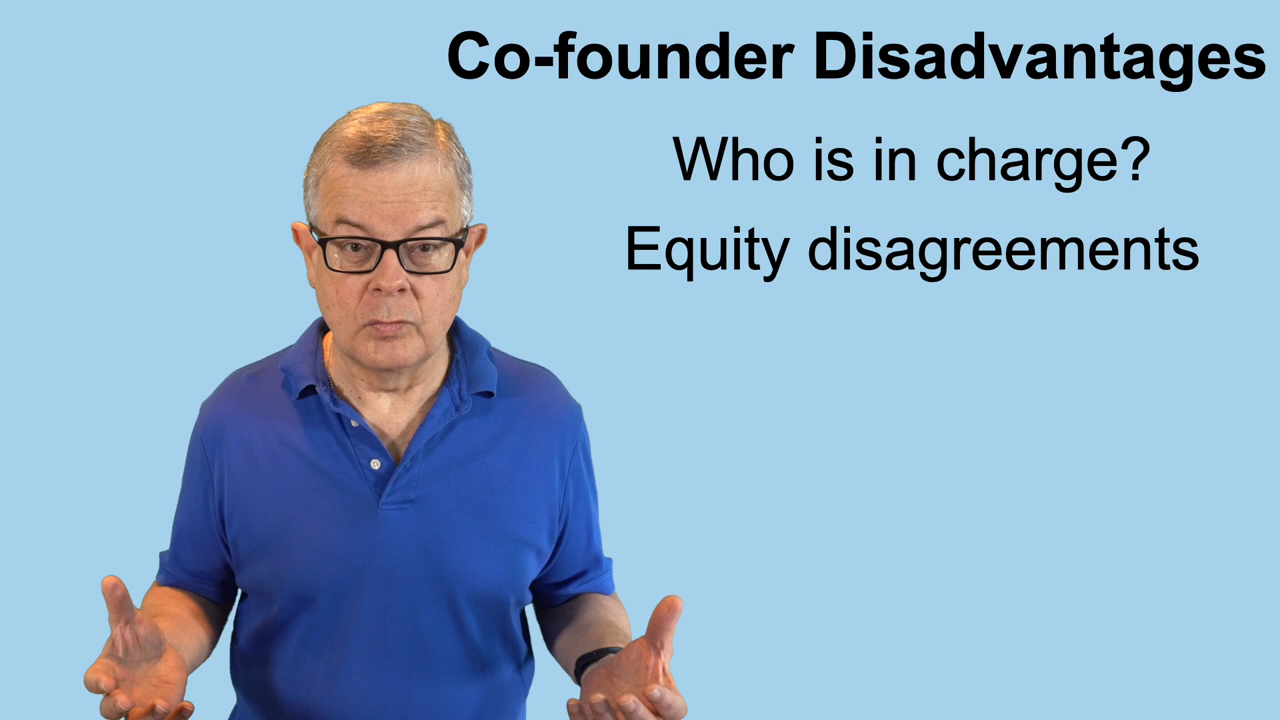 Co-founder Disadvantages
Who is in charge?
Equity disagreements